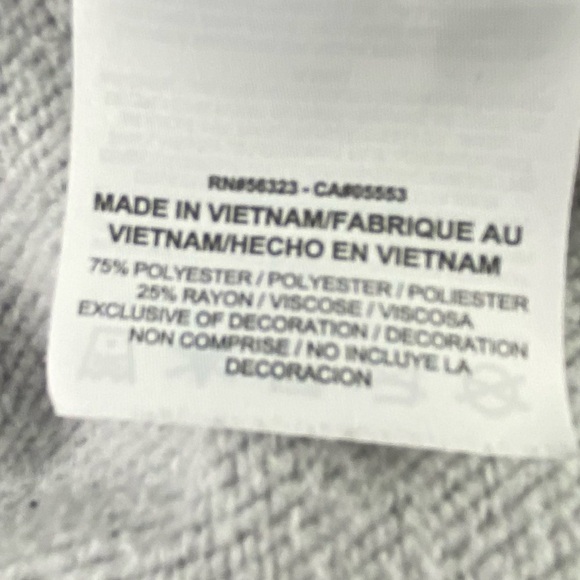 RN#56323 - CA#05553
MADE IN VIETNAM/FABRIQUE AU
VIETNAM/HECHO EN VIETNAM
75% POLYESTER / POLYESTER / POLIESTER
25% RAYON / VISCOSE / VISCOSA
EXCLUSIVE OF DECORATION / DECORATION
NON COMPRISE / NO INCLUYE LA
DECORACION